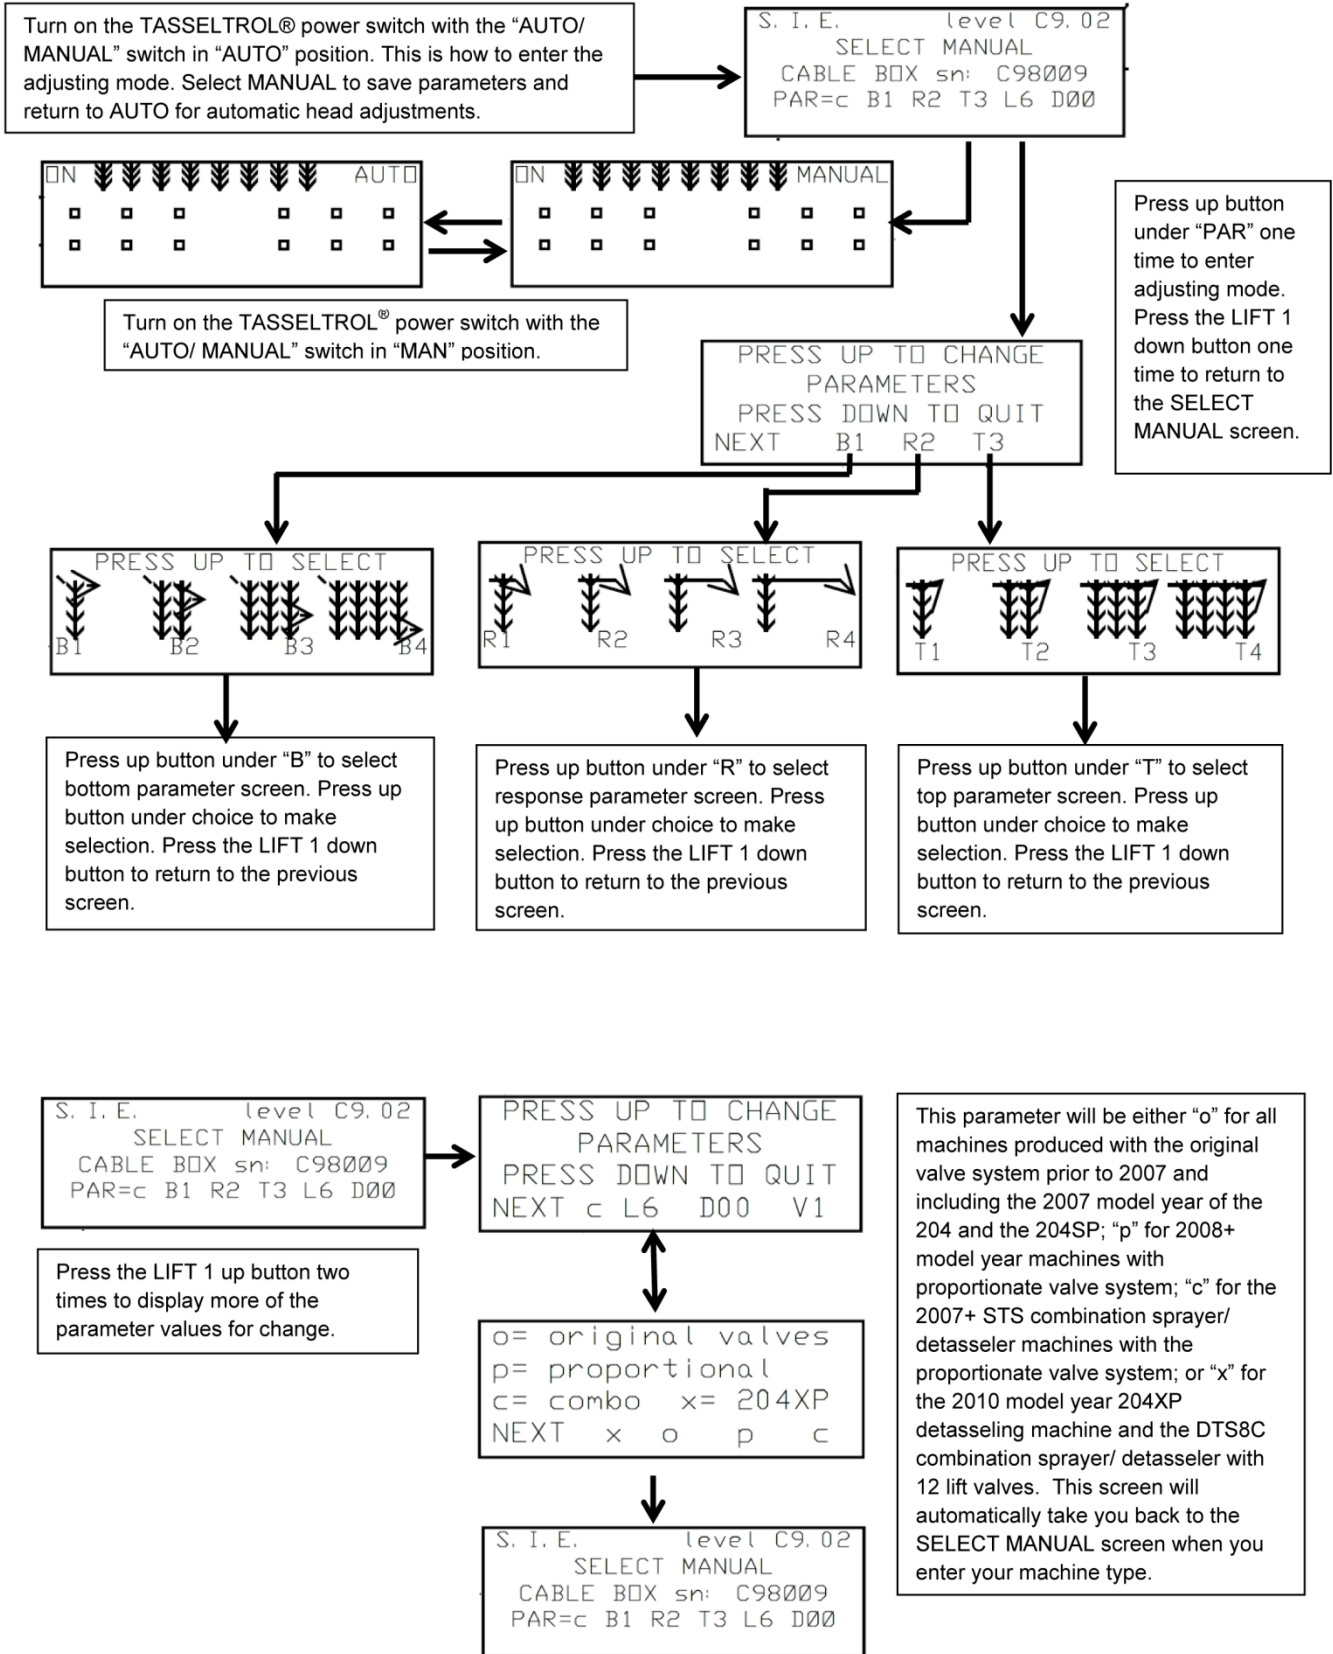 Turn on the TASSELTROL® power switch with the “AUTO/
MANUAL” switch in “AUTO” position. This is how to enter the
adjusting mode. Select MANUAL to save parameters and
return to AUTO for automatic head adjustments.
S. I. E. level C9.02
SELECT MANUAL
CABLE BOX sn: C98009
PAR=c B1 R2 T3 L6 D00
ON AUTO
ON MANUAL
Turn on the TASSELTROL® power switch with the
“AUTO/ MANUAL” switch in “MAN” position.
Press up button
under “PAR” one
time to enter
adjusting mode.
Press the LIFT 1
down button one
time to return to
the SELECT
MANUAL screen.
PRESS UP TO CHANGE
PARAMETERS
PRESS DOWN TO QUIT
NEXT B1 R2 T3
PRESS UP TO SELECT
B1 B2 B3 B4
PRESS UP TO SELECT
R1 R2 R3 R4
PRESS UP TO SELECT
T1 T2 T3 T4
Press up button under “B” to select
bottom parameter screen. Press up
button under choice to make
selection. Press the LIFT 1 down
button to return to the previous
screen.
Press up button under “R” to select
response parameter screen. Press
up button under choice to make
selection. Press the LIFT 1 down
button to return to the previous
screen.
Press up button under “T” to select
top parameter screen. Press up
button under choice to make
selection. Press the LIFT 1 down
button to return to the previous
screen.
S. I. E. level C9.02
SELECT MANUAL
CABLE BOX sn: C98009
PAR=c B1 R2 T3 L6 D00
Press the LIFT 1 up button two
times to display more of the
parameter values for change.
PRESS UP TO CHANGE
PARAMETERS
PRESS DOWN TO QUIT
NEXT c L6 D00 V1
o= original valves
p= proportional
c= combo x= 204XP
NEXT x o p c
S. I. E. level C9.02
SELECT MANUAL
CABLE BOX sn: C98009
PAR=c B1 R2 T3 L6 D00
This parameter will be either “o” for all
machines produced with the original
valve system prior to 2007 and
including the 2007 model year of the
204 and the 204SP; “p” for 2008+
model year machines with
proportionate valve system; “c” for the
2007+ STS combination sprayer/
detasseler machines with the
proportionate valve system; or “x” for
the 2010 model year 204XP
detasseling machine and the DTS8C
combination sprayer/ detasseler with
12 lift valves. This screen will
automatically take you back to the
SELECT MANUAL screen when you
enter your machine type.